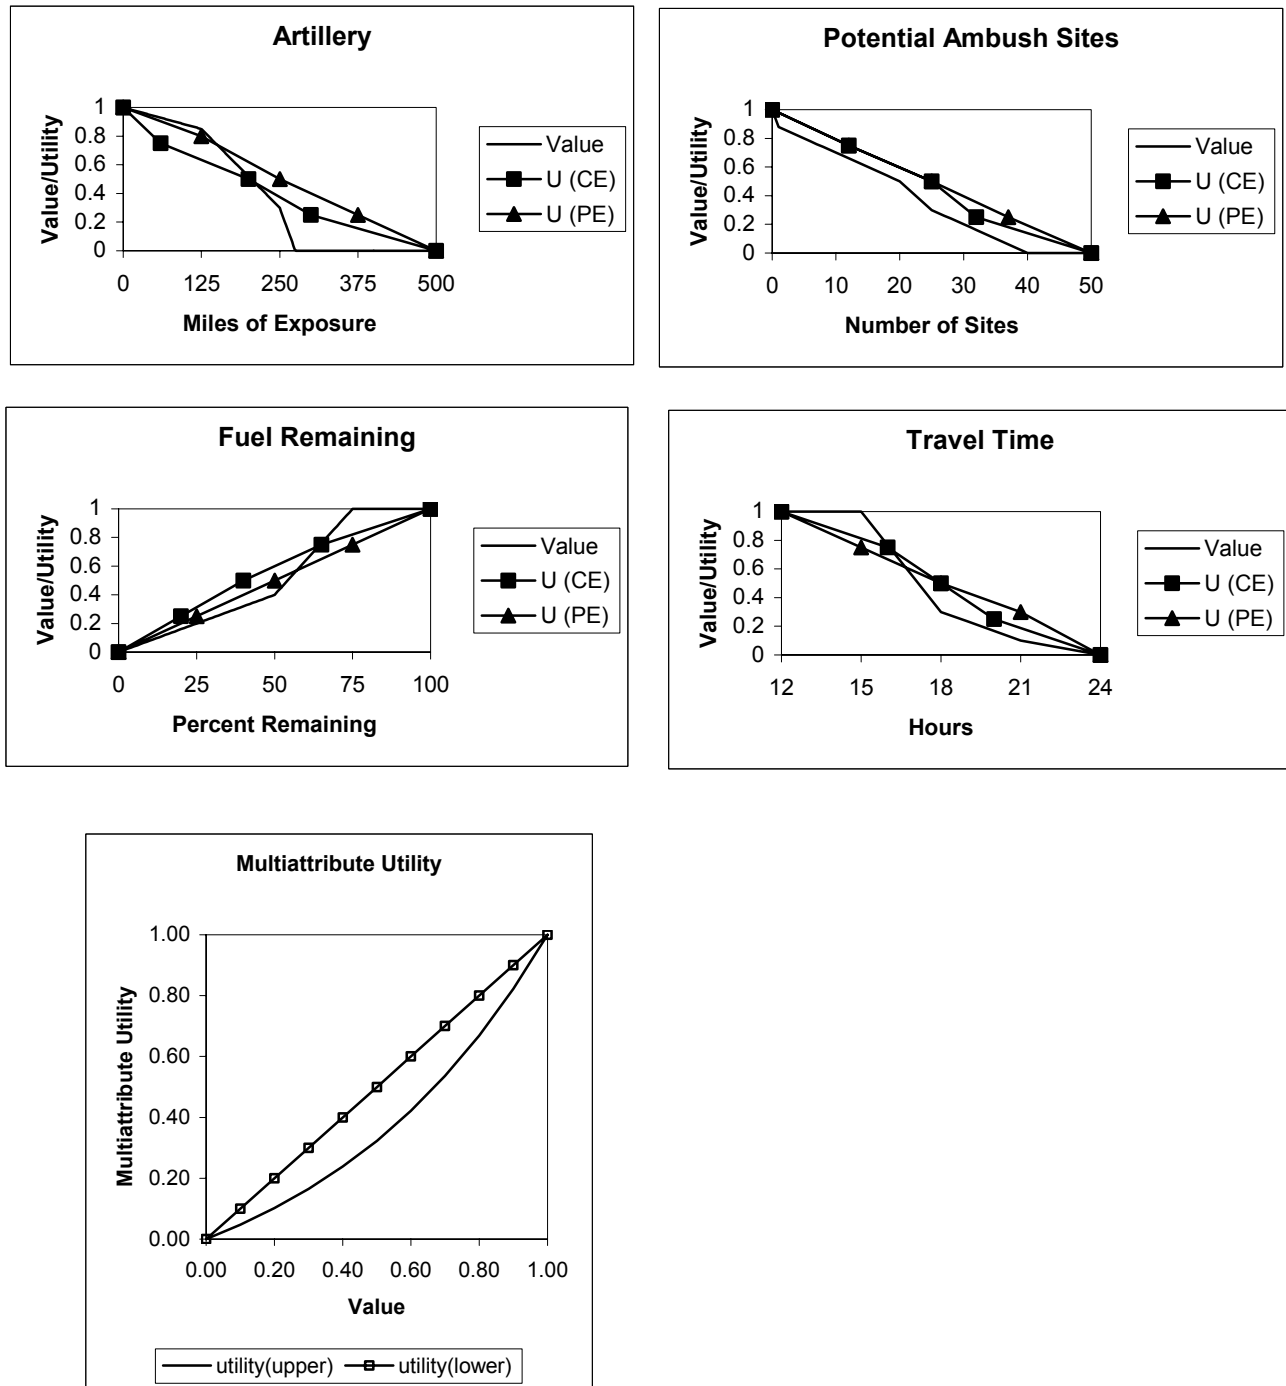 Artillery
Value/Utility
1
0.8
0.6
0.4
0.2
0
0 125 250 375 500
Miles of Exposure
Value
U (CE)
U (PE)
Potential Ambush Sites
Value/Utility
1
0.8
0.6
0.4
0.2
0
0 10 20 30 40 50
Number of Sites
Value
U (CE)
U (PE)
Fuel Remaining
Value/Utility
1
0.8
0.6
0.4
0.2
0
0 25 50 75 100
Percent Remaining
Value
U (CE)
U (PE)
Travel Time
Value/Utility
1
0.8
0.6
0.4
0.2
0
12 15 18 21 24
Hours
Value
U (CE)
U (PE)
Multiattribute Utility
Multiattribute Utility
1.00
0.80
0.60
0.40
0.20
0.00
0.00 0.20 0.40 0.60 0.80 1.00
Value
utility(upper) utility(lower)